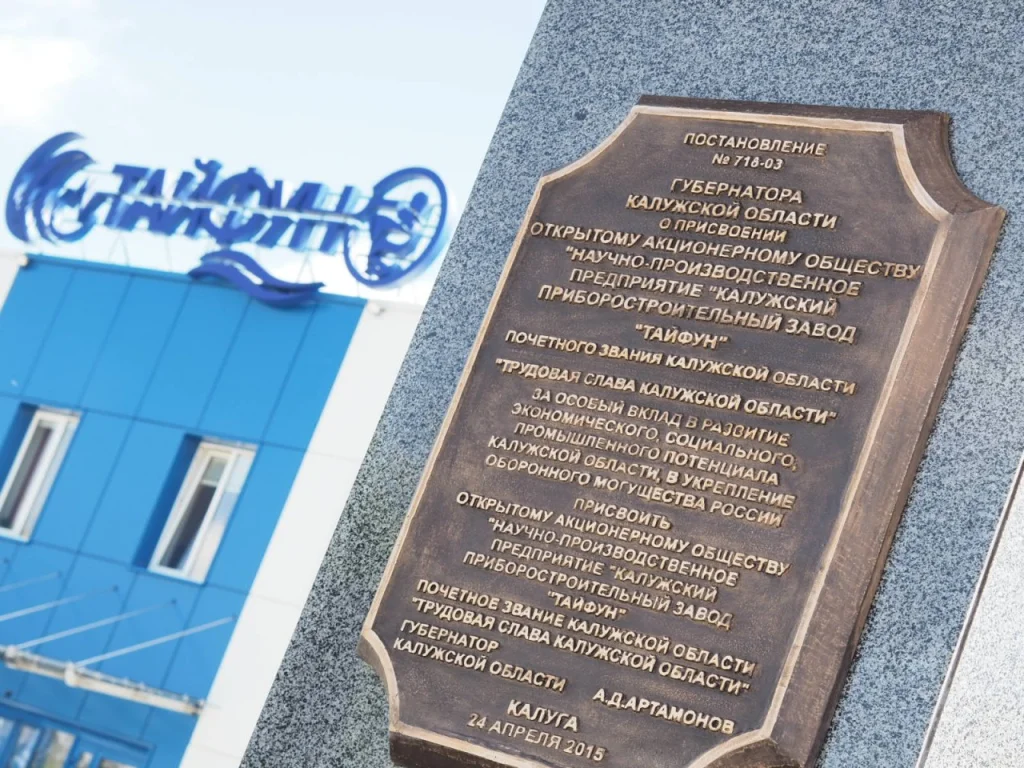 ТАЙФУН
ПОСТАНОВЛЕНИЕ
№ 718-03
ГУБЕРНАТОРА
КАЛУЖСКОЙ ОБЛАСТИ
О ПРИСВОЕНИИ
ОТКРЫТОМУ АКЦИОНЕРНОМУ ОБЩЕСТВУ
"НАУЧНО-ПРОИЗВОДСТВЕННОЕ
ПРЕДПРИЯТИЕ "КАЛУЖСКИЙ
ПРИБОРОСТРОИТЕЛЬНЫЙ ЗАВОД
"ТАЙФУН"
ПОЧЕТНОГО ЗВАНИЯ КАЛУЖСКОЙ ОБЛАСТИ
"ТРУДОВАЯ СЛАВА КАЛУЖСКОЙ ОБЛАСТИ"
ЗА ОСОБЫЙ ВКЛАД В РАЗВИТИЕ
ЭКОНОМИЧЕСКОГО, СОЦИАЛЬНОГО,
ПРОМЫШЛЕННОГО ПОТЕНЦИАЛА
КАЛУЖСКОЙ ОБЛАСТИ, В УКРЕПЛЕНИЕ
ОБОРОННОГО МОГУЩЕСТВА РОССИИ
ПРИСВОИТЬ
ОТКРЫТОМУ АКЦИОНЕРНОМУ ОБЩЕСТВУ
"НАУЧНО-ПРОИЗВОДСТВЕННОЕ
ПРЕДПРИЯТИЕ "КАЛУЖСКИЙ
ПРИБОРОСТРОИТЕЛЬНЫЙ ЗАВОД
"ТАЙФУН"
ПОЧЕТНОЕ ЗВАНИЕ КАЛУЖСКОЙ ОБЛАСТИ
"ТРУДОВАЯ СЛАВА КАЛУЖСКОЙ ОБЛАСТИ"
ГУБЕРНАТОР
КАЛУЖСКОЙ ОБЛАСТИ А.Д.АРТАМОНОВ
КАЛУГА
24 АПРЕЛЯ 2015